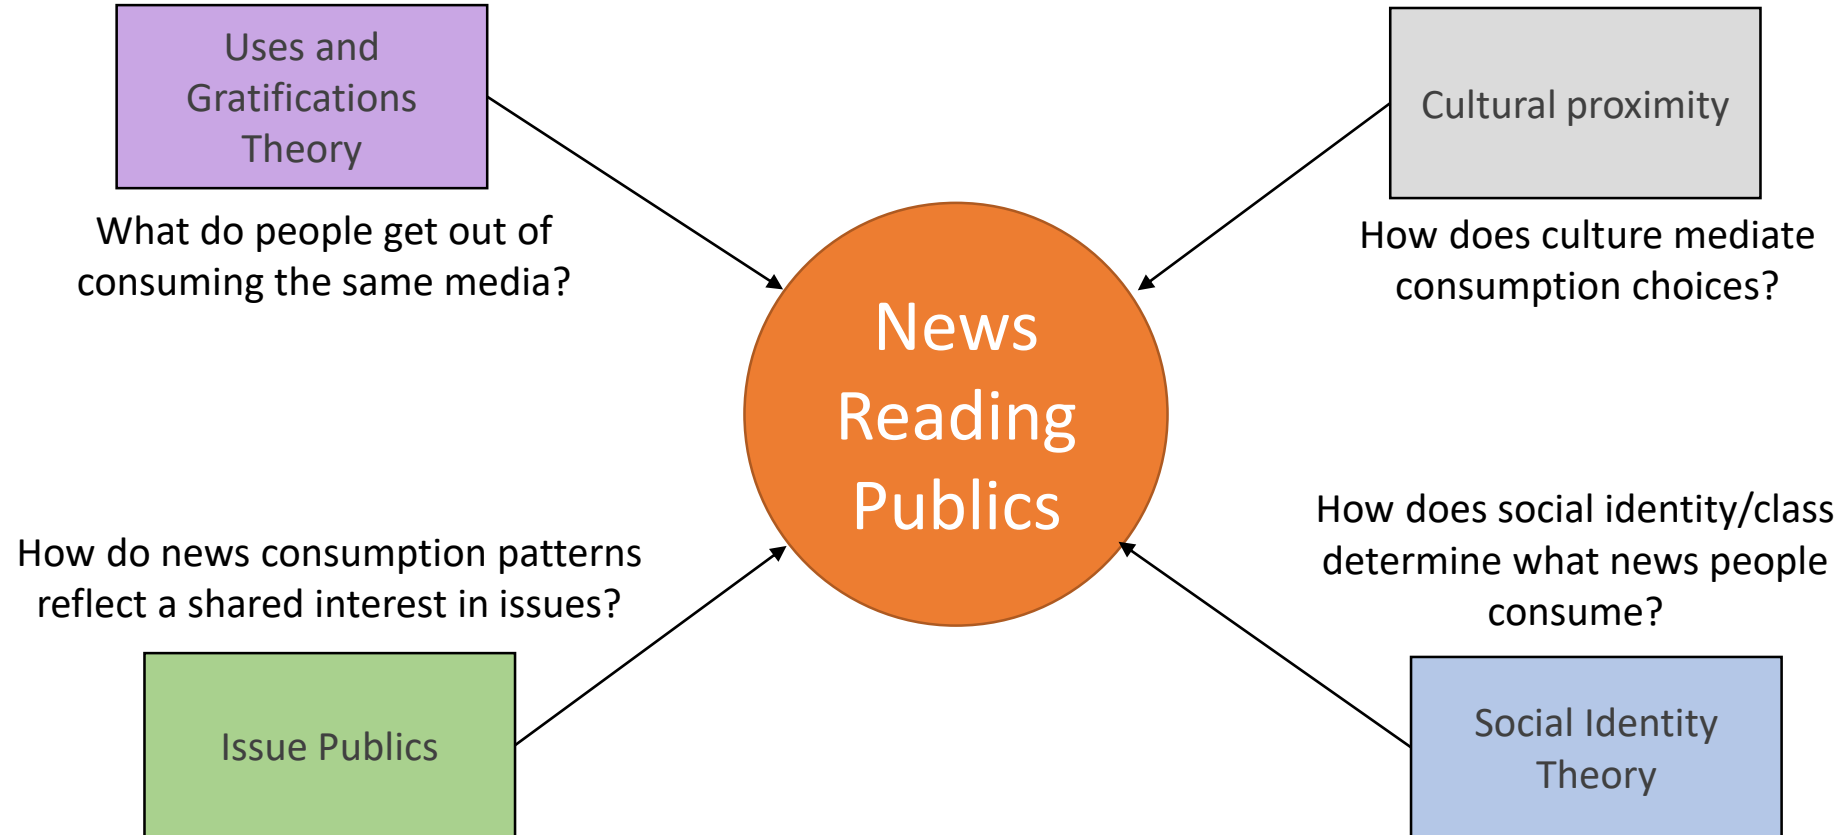 Uses and
Gratifications
Theory
What do people get out of
consuming the same media?
Cultural proximity
How does culture mediate
consumption choices?
News
Reading
Publics
How do news consumption patterns
reflect a shared interest in issues?
Issue Publics
How does social identity/class
determine what news people
consume?
Social Identity
Theory